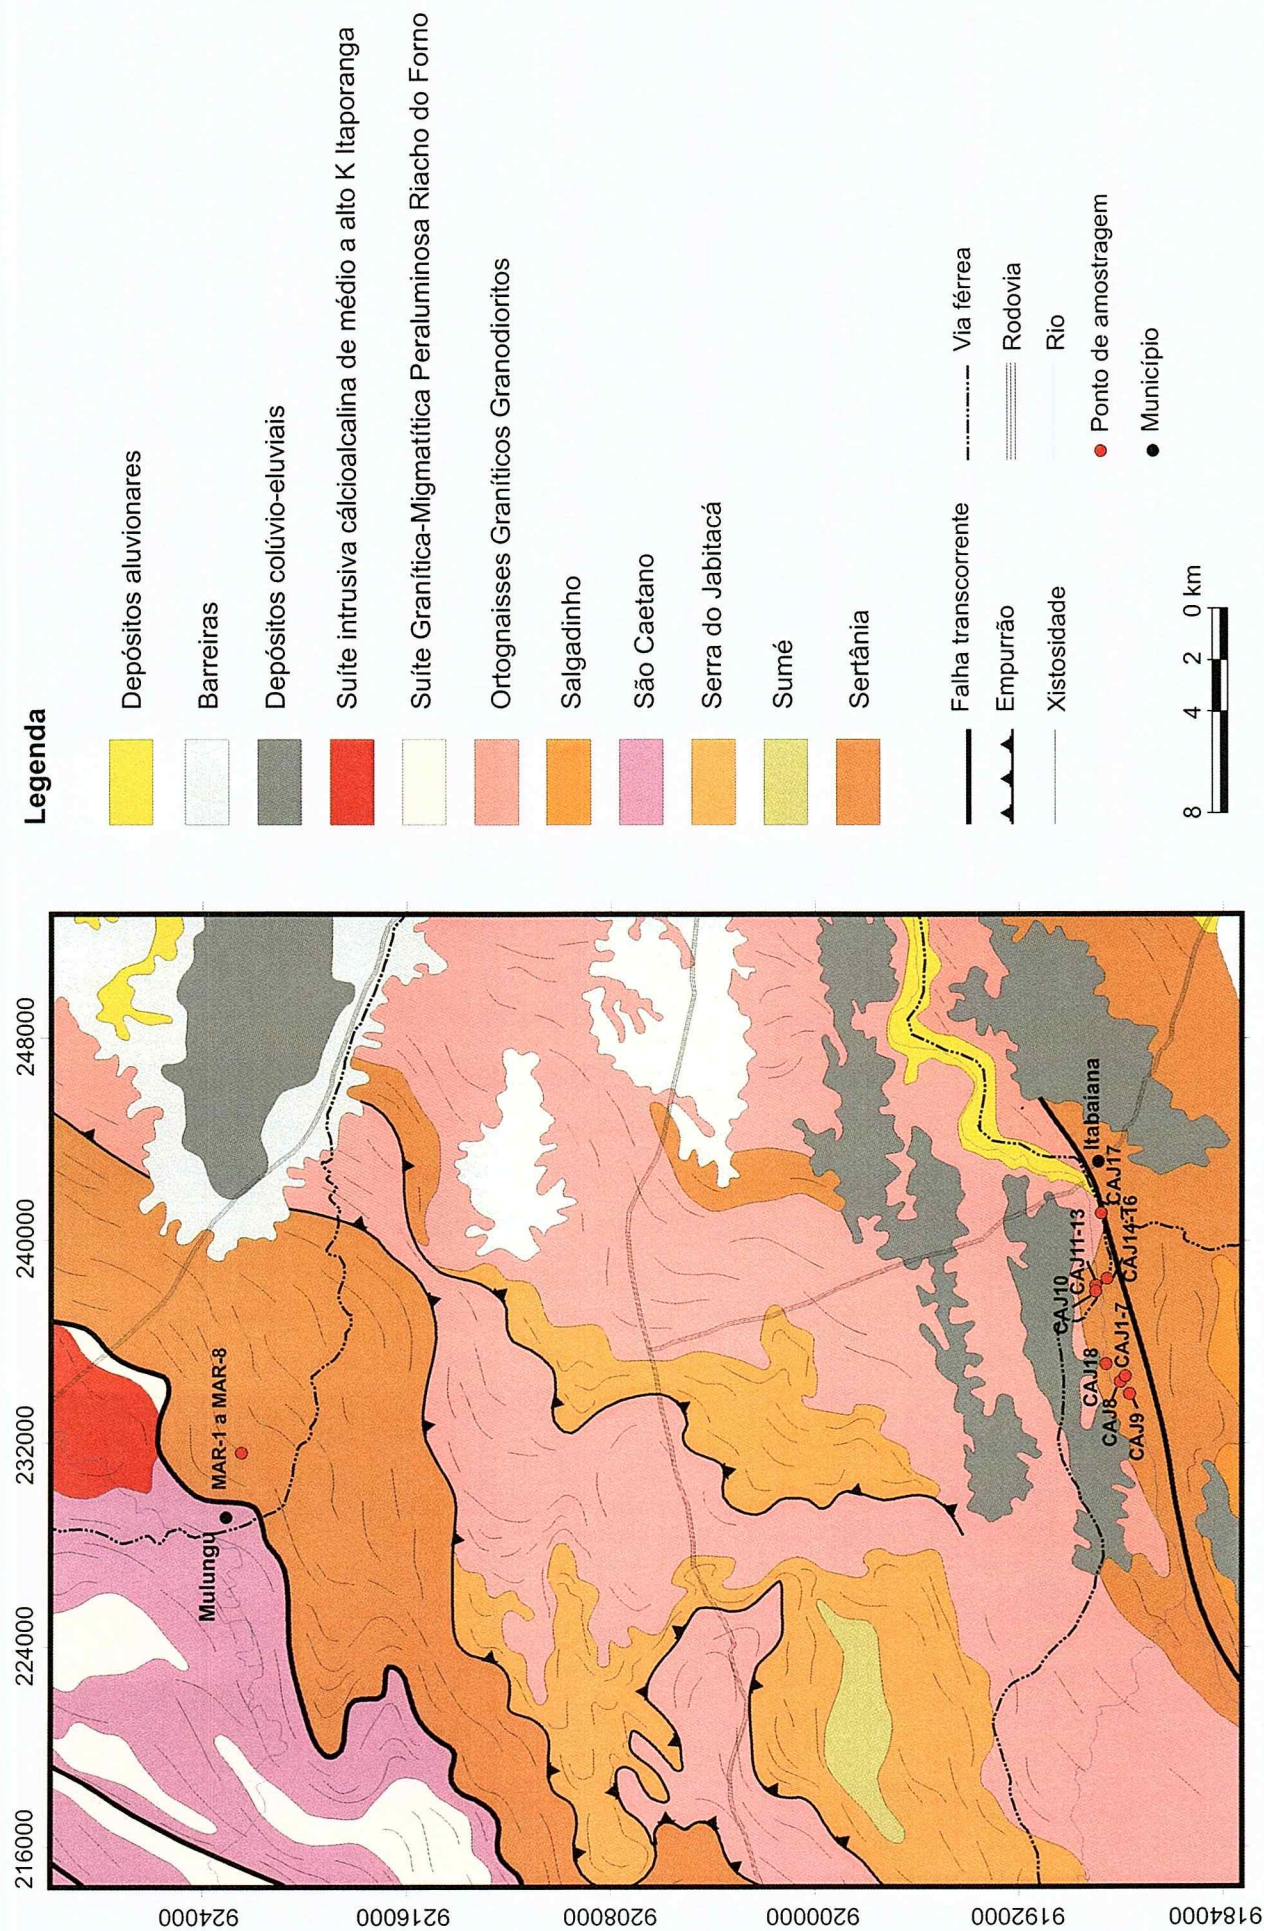 216000
224000
232000
240000
248000
924000
9216000
9208000
9200000
9192000
9184000
Mulungu
MAR-1 a MAR-8
Itabaiana
CAJ17
CAJ14-16
CAJ11-13
CAJ10
CAJ1-7
CAJ18
CAJ8
CAJ9
Legenda
Depósitos aluvionares
Barreiras
Depósitos colúvio-eluviais
Suíte intrusiva cálcioalcalina de médio a alto K Itaporanga
Suíte Granítica-Migmatítica Peraluminosa Riacho do Forno
Ortognaisses Graníticos Granodioritos
Salgadinho
São Caetano
Serra do Jabitacá
Sumé
Sertânia
Falha transcorrente
Empurrão
Xistosidade
Via férrea
Rodovia
Rio
Ponto de amostragem
Município
8 4 2 0 km